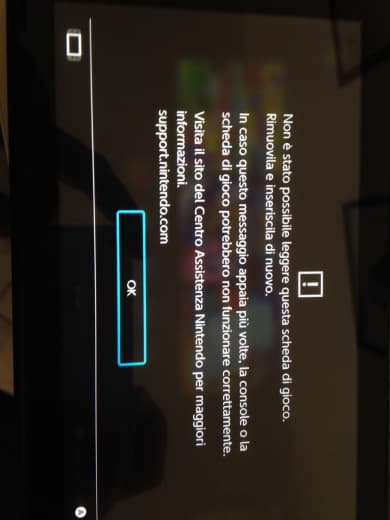 !
Non è stato possibile leggere questa scheda di gioco.
Rimuovila e inseriscila di nuovo.
In caso questo messaggio appaia più volte, la console o la
scheda di gioco potrebbero non funzionare correttamente.
Visita il sito del Centro Assistenza Nintendo per maggiori
informazioni.
support.nintendo.com
OK
A